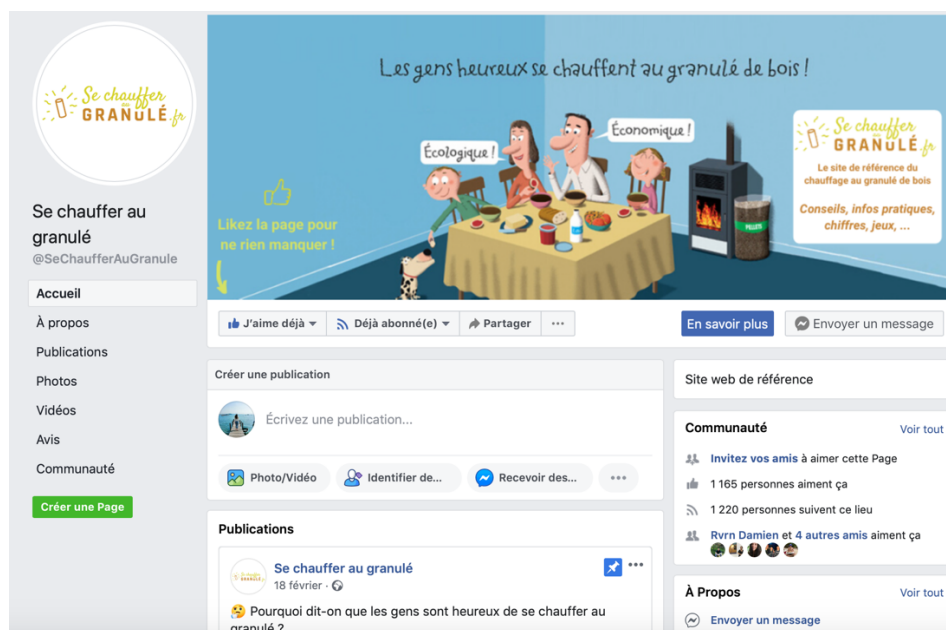 Se chauffer
au
GRANULÉ.fr
Se chauffer au
granulé
@SeChaufferAuGranule
Accueil
À propos
Publications
Photos
Vidéos
Avis
Communauté
Créer une Page
Les gens heureux se chauffent au granulé de bois !
Écologique !
Économique !
Likez la page pour
ne rien manquer !
PELLETS
Se chauffer
au
GRANULÉ.fr
Le site de référence du
chauffage au granulé de bois
Conseils, infos pratiques,
chiffres, jeux, ...
J'aime déjà
Déjà abonné(e)
Partager
...
En savoir plus
Envoyer un message
Créer une publication
Écrivez une publication...
Photo/Vidéo
Identifier de...
Recevoir des...
...
Publications
Se chauffer au granulé
18 février ·
🤔 Pourquoi dit-on que les gens sont heureux de se chauffer au
granulé ?
Site web de référence
Communauté
Voir tout
Invitez vos amis à aimer cette Page
1 165 personnes aiment ça
1 220 personnes suivent ce lieu
Rvrn Damien et 4 autres amis aiment ça
À Propos
Voir tout
Envoyer un message